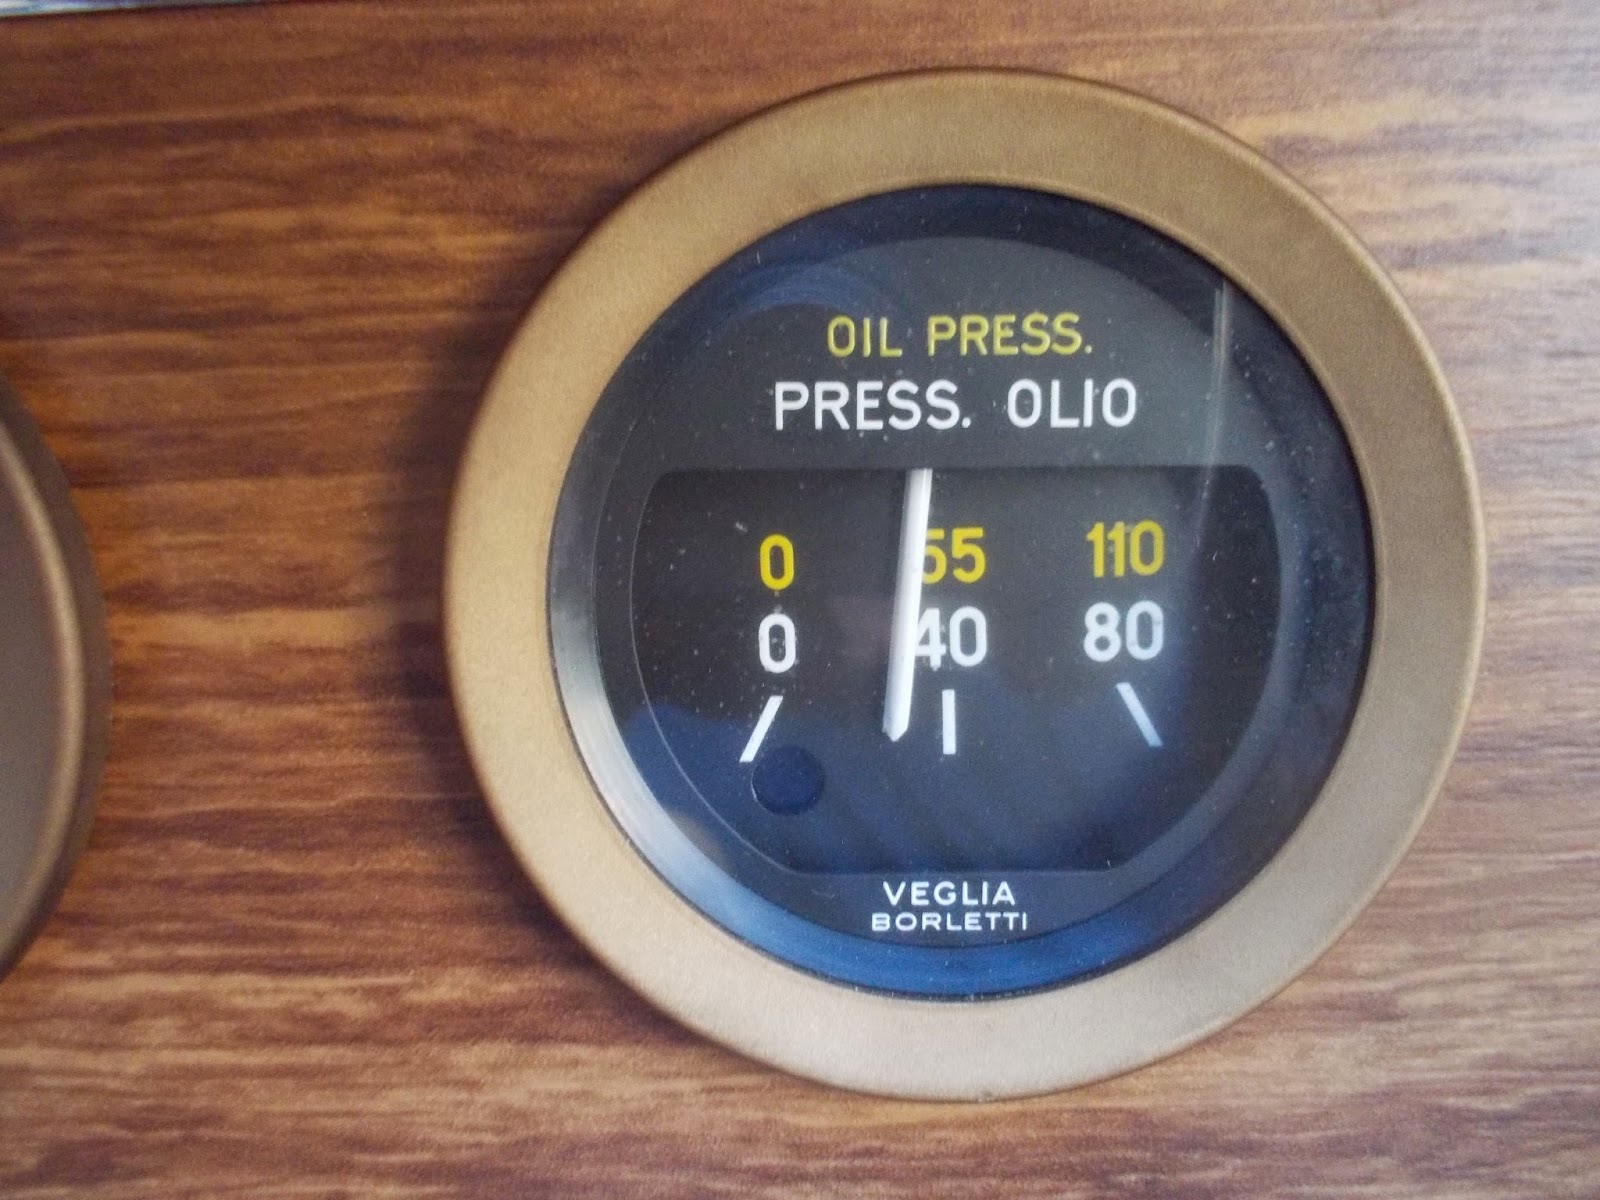 OIL PRESS.
PRESS. OLIO
0 55 110
0 40 80
VEGLIA
BORLETTI